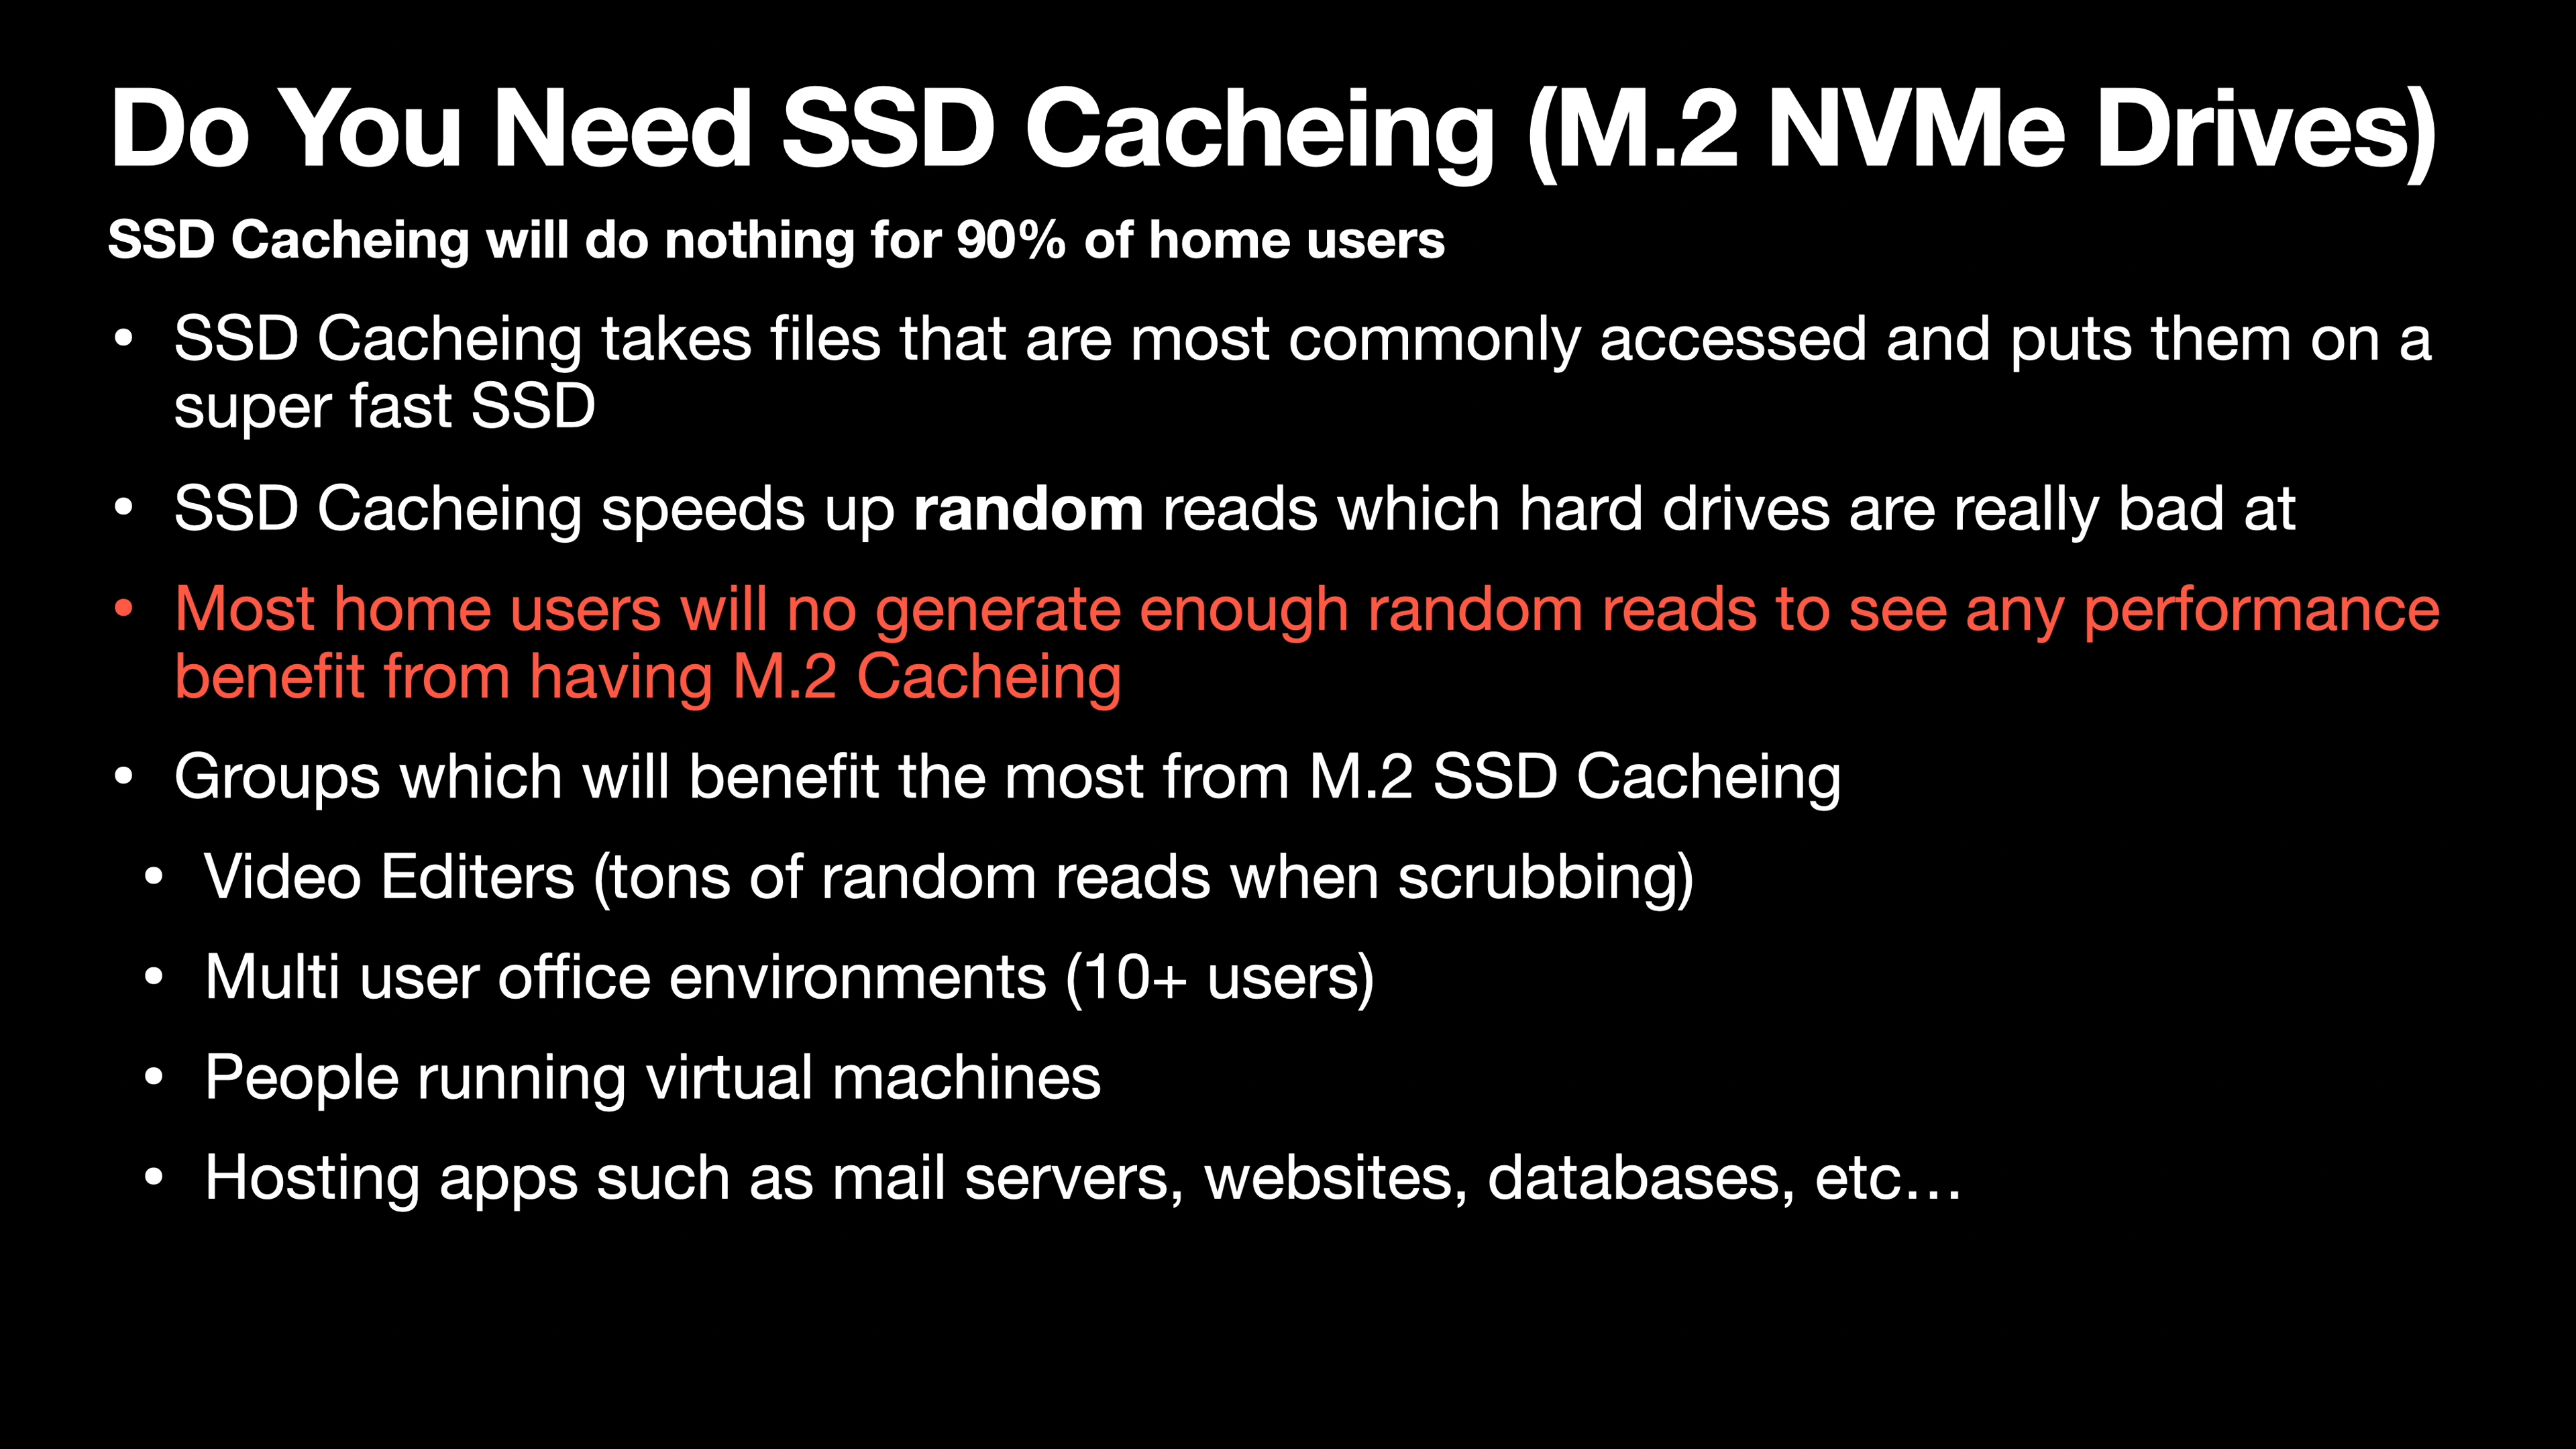 Do You Need SSD Cacheing (M.2 NVMe Drives)
SSD Cacheing will do nothing for 90% of home users
• SSD Cacheing takes files that are most commonly accessed and puts them on a
super fast SSD
• SSD Cacheing speeds up random reads which hard drives are really bad at
• Most home users will no generate enough random reads to see any performance
benefit from having M.2 Cacheing
• Groups which will benefit the most from M.2 SSD Cacheing
• Video Editers (tons of random reads when scrubbing)
• Multi user office environments (10+ users)
• People running virtual machines
• Hosting apps such as mail servers, websites, databases, etc…